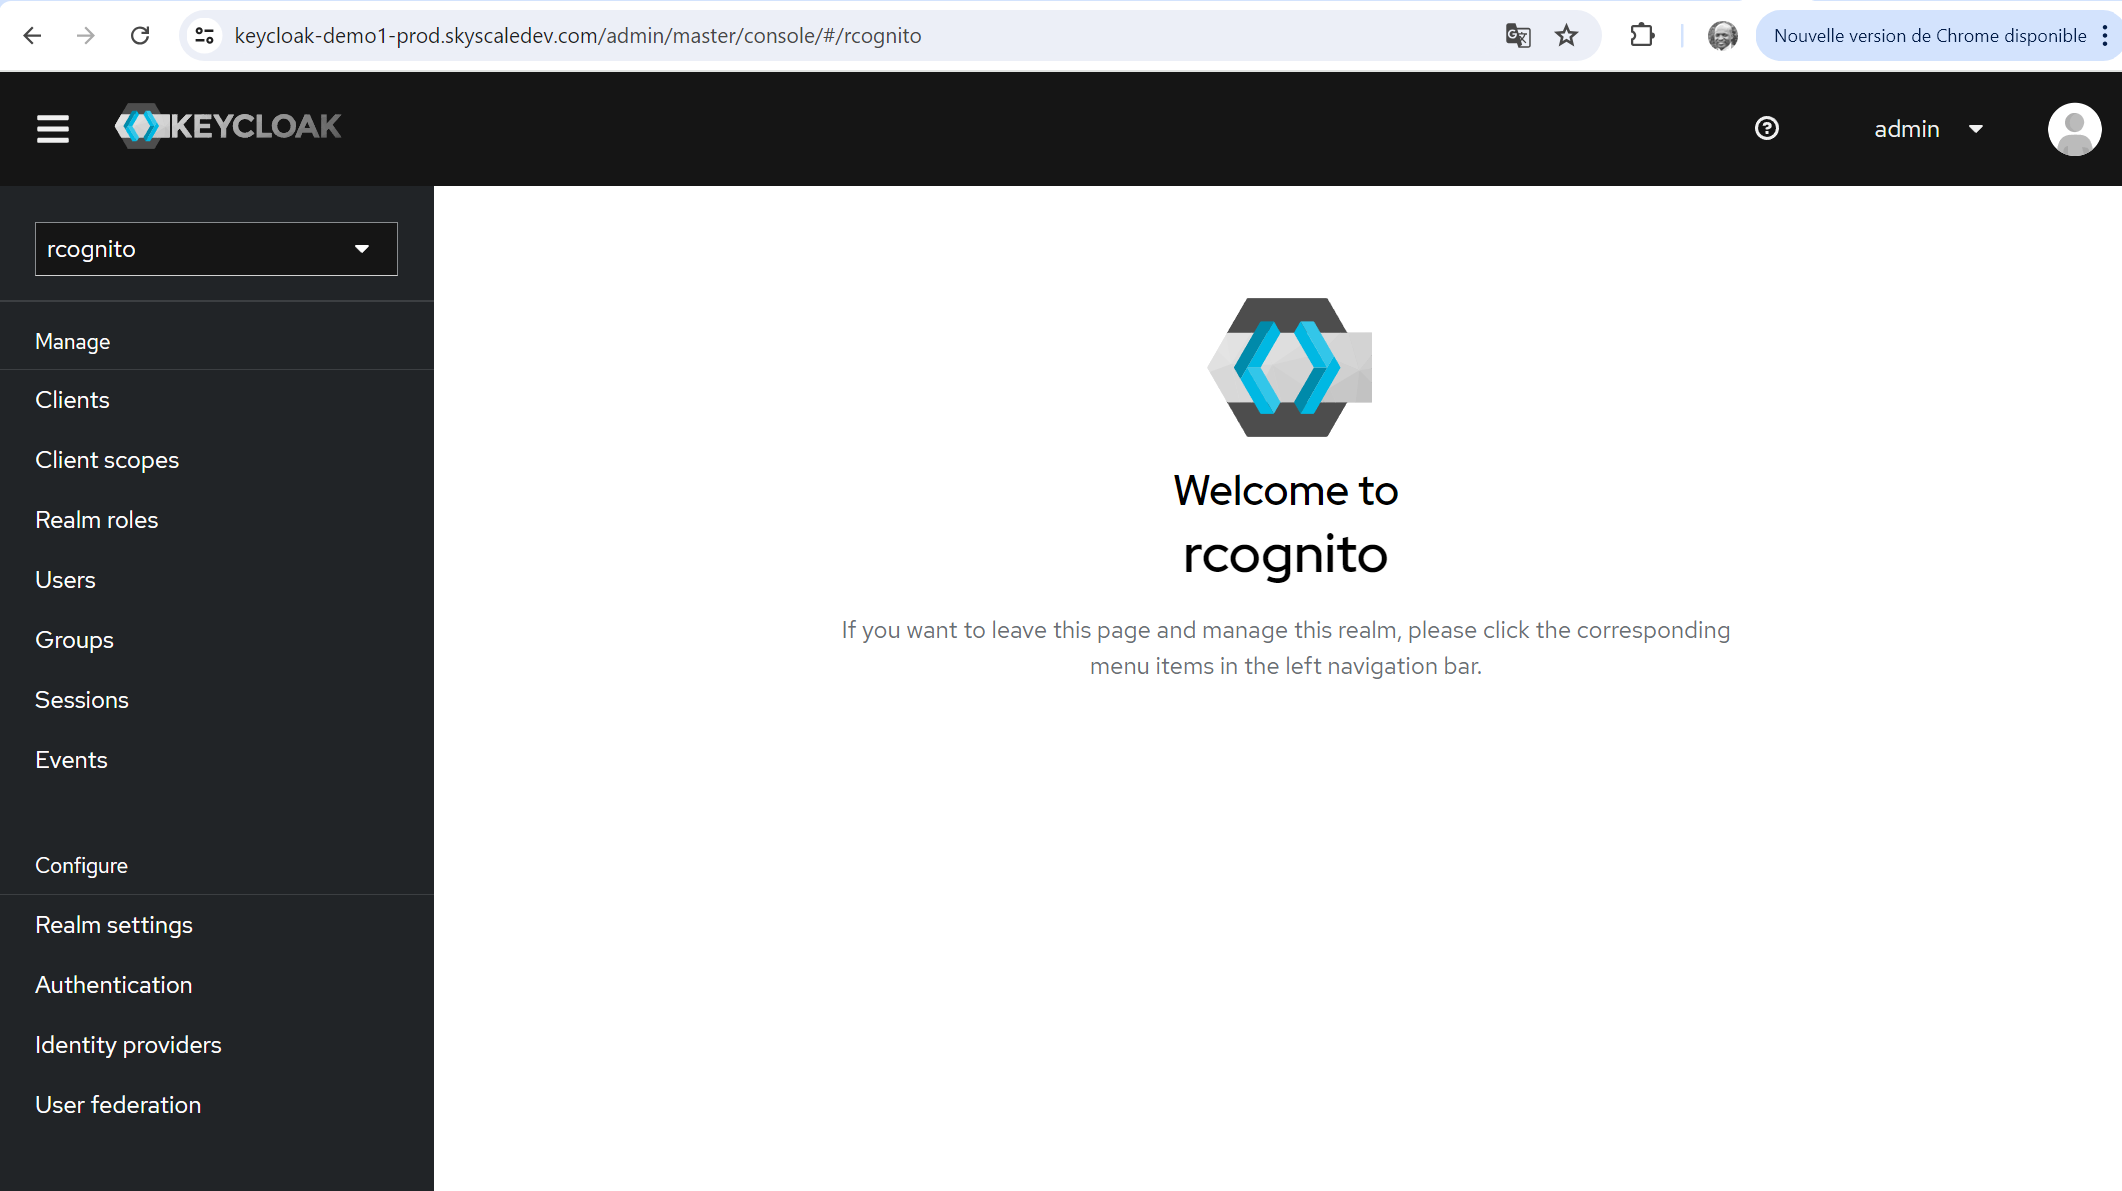 keycloak-demo1-prod.skyscaledev.com/admin/master/console/#/rcognito
Nouvelle version de Chrome disponible
KEYCLOAK
admin
rcognito
Manage
Clients
Client scopes
Realm roles
Users
Groups
Sessions
Events
Configure
Realm settings
Authentication
Identity providers
User federation
Welcome to
rcognito
If you want to leave this page and manage this realm, please click the corresponding
menu items in the left navigation bar.